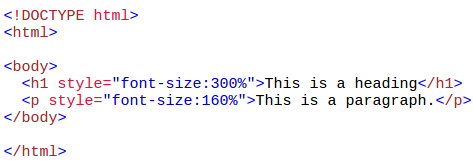 <!DOCTYPE html>
<html>
<body>
<h1 style="font-size:300%">This is a heading</h1>
<p style="font-size:160%">This is a paragraph.</p>
</body>
</html>